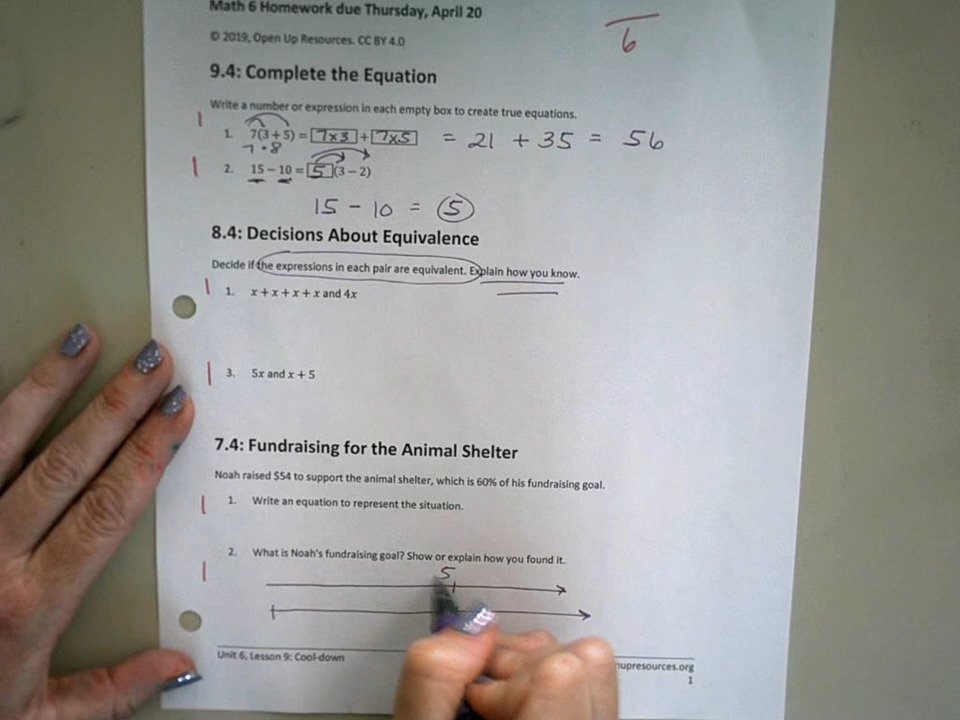 Math 6 Homework due Thursday, April 20
6
© 2019, Open Up Resources. CC BY 4.0
9.4: Complete the Equation
Write a number or expression in each empty box to create true equations.
1. 7(3 + 5) = 7x3 + 7x5 = 21 + 35 = 56
7 • 8
2. 15 – 10 = 5 (3 – 2)
15 - 10 = 5
8.4: Decisions About Equivalence
Decide if the expressions in each pair are equivalent. Explain how you know.
1. x + x + x + x and 4x
3. 5x and x + 5
7.4: Fundraising for the Animal Shelter
Noah raised $54 to support the animal shelter, which is 60% of his fundraising goal.
1. Write an equation to represent the situation.
2. What is Noah's fundraising goal? Show or explain how you found it.
5
Unit 6, Lesson 9: Cool-down
1